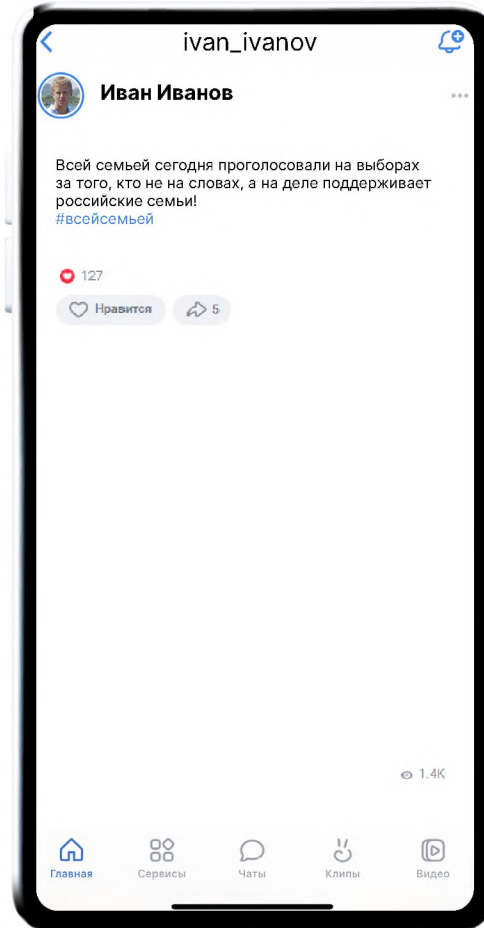 ivan_ivanov
Иван Иванов
Всей семьей сегодня проголосовали на выборах
за того, кто не на словах, а на деле поддерживает
российские семьи!
#всейсемьей
127
Нравится
5
1.4K
Главная
Сервисы
Чаты
Клипы
Видео